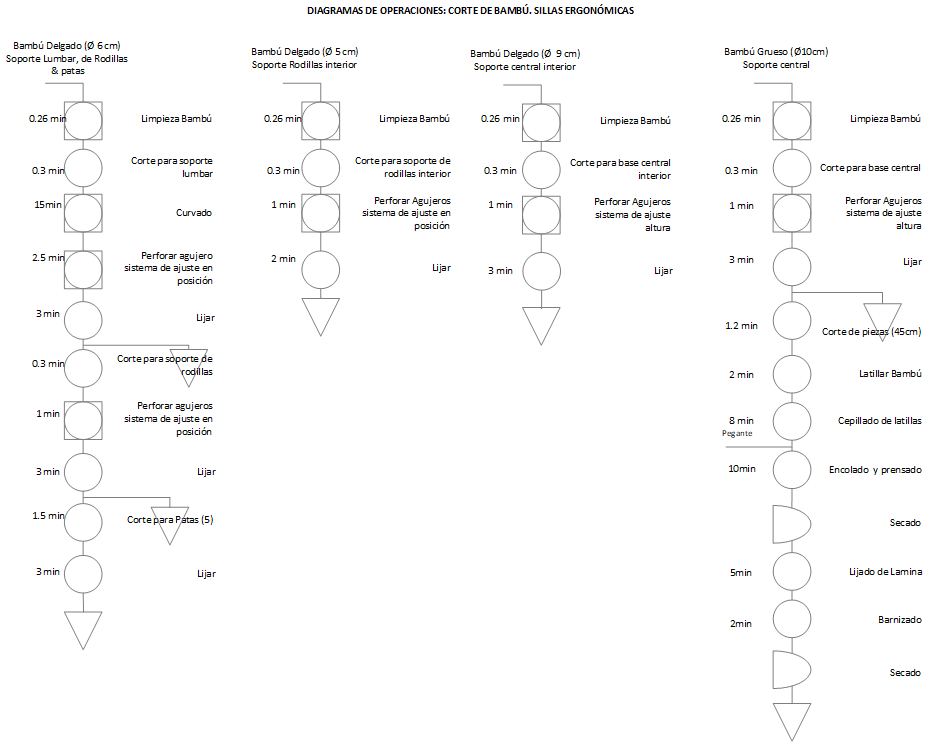 DIAGRAMAS DE OPERACIONES: CORTE DE BAMBÚ. SILLAS ERGONÓMICAS
Bambú Delgado (Ø 6 cm)
Soporte Lumbar, de Rodillas
& patas
0.26 min
Limpieza Bambú
0.3 min
Corte para soporte
lumbar
15min
Curvado
2.5 min
Perforar agujero
sistema de ajuste en
posición
3 min
Lijar
0.3 min
Corte para soporte de
rodillas
1 min
Perforar agujeros
sistema de ajuste en
posición
3 min
Lijar
1.5 min
Corte para Patas (5)
3 min
Lijar
Bambú Delgado (Ø 5 cm)
Soporte Rodillas interior
0.26 min
Limpieza Bambú
0.3 min
Corte para soporte de
rodillas interior
1 min
Perforar Agujeros
sistema de ajuste en
posición
2 min
Lijar
Bambú Delgado (Ø 9 cm)
Soporte central interior
0.26 min
Limpieza Bambú
0.3 min
Corte para base central
interior
1 min
Perforar Agujeros
sistema de ajuste
altura
3 min
Lijar
Bambú Grueso (Ø10cm)
Soporte central
0.26 min
Limpieza Bambú
0.3 min
Corte para base central
1 min
Perforar Agujeros
sistema de ajuste
altura
3 min
Lijar
1.2 min
Corte de piezas (45cm)
2 min
Latillar Bambú
8 min
Cepillado de latillas
Pegante
10min
Encolado y prensado
Secado
5min
Lijado de Lamina
2min
Barnizado
Secado